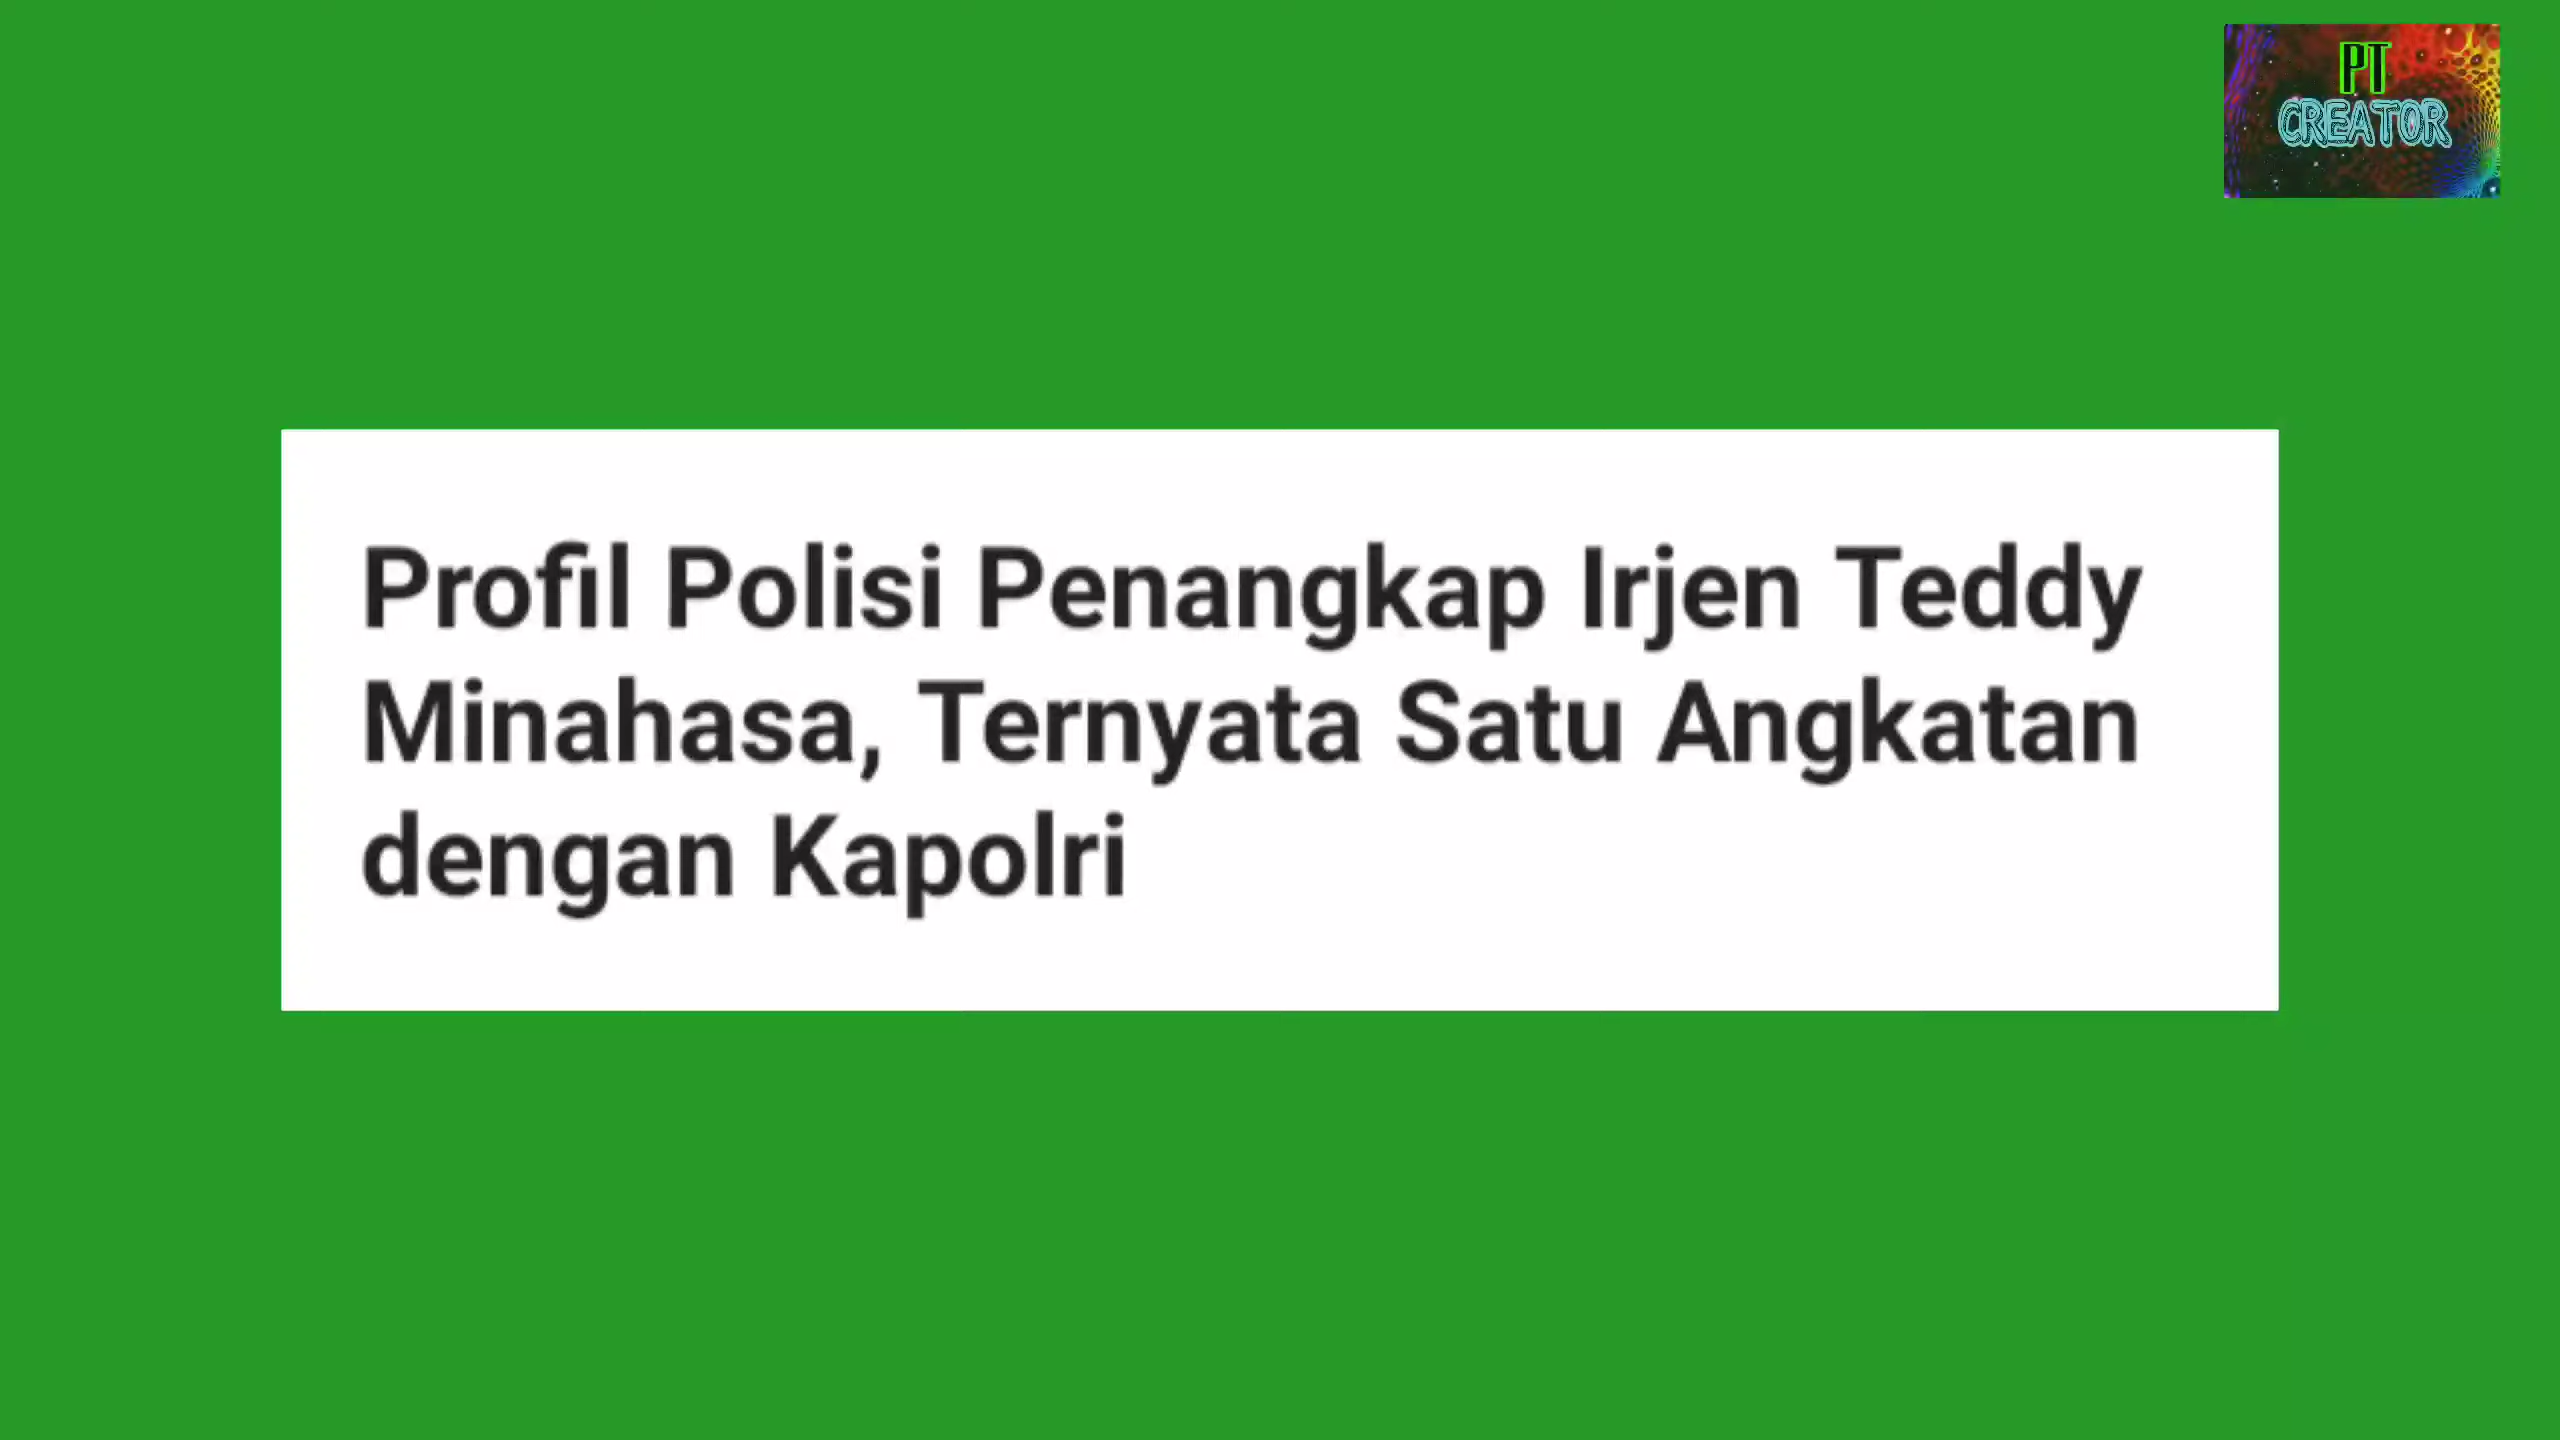 PT
CREATOR
Profil Polisi Penangkap Irjen Teddy
Minahasa, Ternyata Satu Angkatan
dengan Kapolri